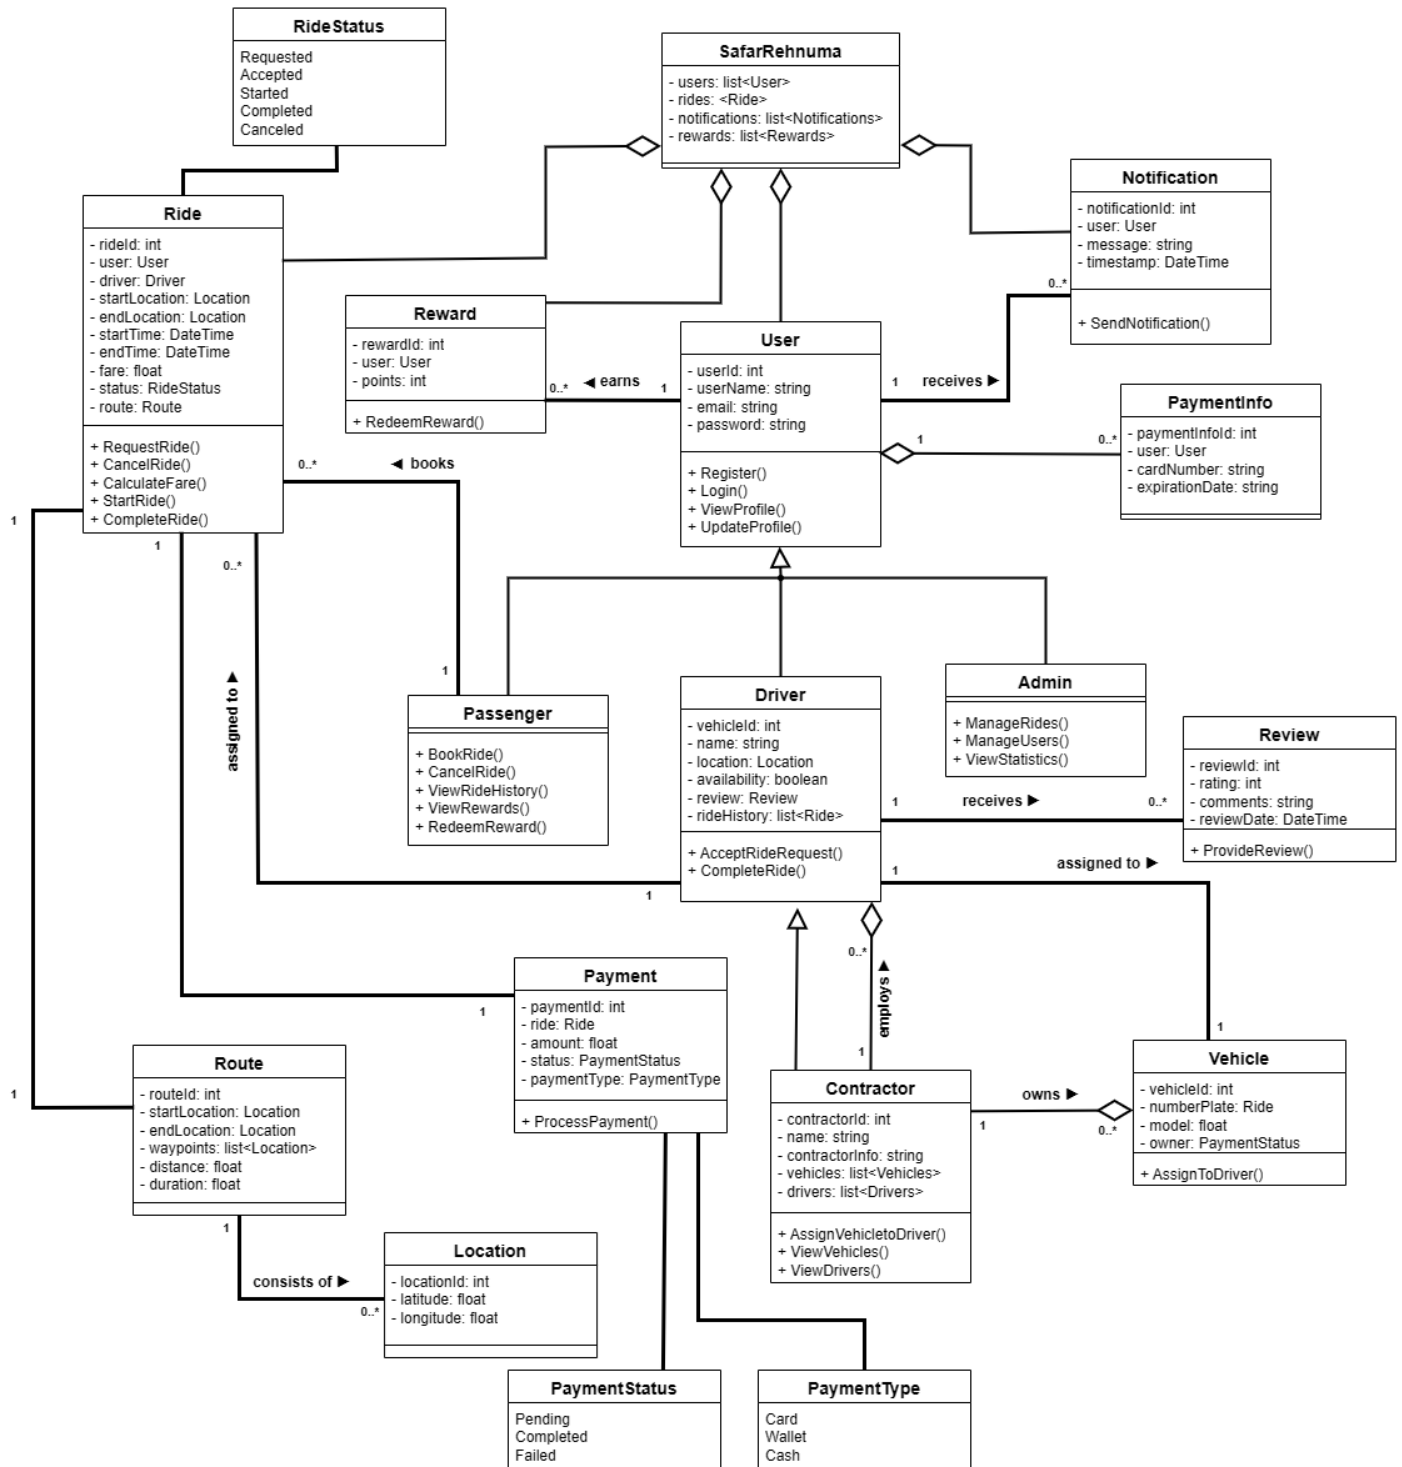 RideStatus
Requested
Accepted
Started
Completed
Canceled
SafarRehnuma
- users: list<User>
- rides: <Ride>
- notifications: list<Notifications>
- rewards: list<Rewards>
Notification
- notificationId: int
- user: User
- message: string
- timestamp: DateTime
+ SendNotification()
Ride
- rideId: int
- user: User
- driver: Driver
- startLocation: Location
- endLocation: Location
- startTime: DateTime
- endTime: DateTime
- fare: float
- status: RideStatus
- route: Route
+ RequestRide()
+ CancelRide()
+ CalculateFare()
+ StartRide()
+ CompleteRide()
Reward
- rewardId: int
- user: User
- points: int
+ RedeemReward()
0..* ◀ earns 1
User
- userId: int
- userName: string
- email: string
- password: string
+ Register()
+ Login()
+ ViewProfile()
+ UpdateProfile()
0..*
1 receives ▶
PaymentInfo
- paymentInfoId: int
- user: User
- cardNumber: string
- expirationDate: string
1 0..*
0..* ◀ books
1
1
1
0..*
assigned to ▶
1
Passenger
+ BookRide()
+ CancelRide()
+ ViewRideHistory()
+ ViewRewards()
+ RedeemReward()
Driver
- vehicleId: int
- name: string
- location: Location
- availability: boolean
- review: Review
- rideHistory: list<Ride>
+ AcceptRideRequest()
+ CompleteRide()
Admin
+ ManageRides()
+ ManageUsers()
+ ViewStatistics()
Review
- reviewId: int
- rating: int
- comments: string
- reviewDate: DateTime
+ ProvideReview()
1 receives ▶ 0..*
1 assigned to ▶
1
1
0..*
employs ▶
1
Payment
- paymentId: int
- ride: Ride
- amount: float
- status: PaymentStatus
- paymentType: PaymentType
+ ProcessPayment()
1
Route
- routeId: int
- startLocation: Location
- endLocation: Location
- waypoints: list<Location>
- distance: float
- duration: float
1
consists of ▶
0..*
Location
- locationId: int
- latitude: float
- longitude: float
Contractor
- contractorId: int
- name: string
- contractorInfo: string
- vehicles: list<Vehicles>
- drivers: list<Drivers>
+ AssignVehicletoDriver()
+ ViewVehicles()
+ ViewDrivers()
owns ▶
1 0..*
Vehicle
- vehicleId: int
- numberPlate: Ride
- model: float
- owner: PaymentStatus
+ AssignToDriver()
PaymentStatus
Pending
Completed
Failed
PaymentType
Card
Wallet
Cash